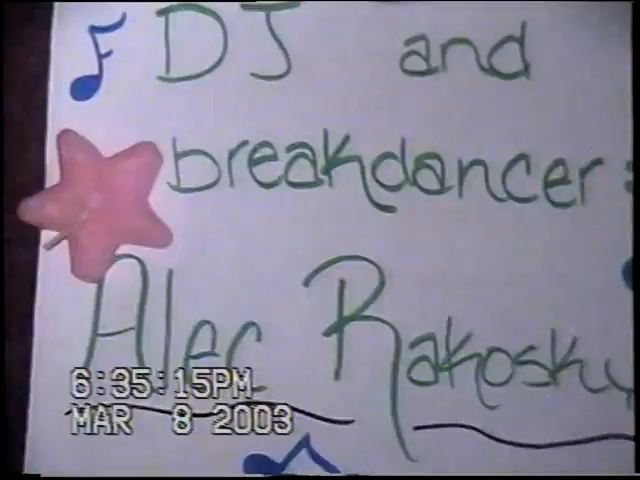 DJ and
breakdancer:
Alec Rakosky
6:35:15PM
MAR 8 2003